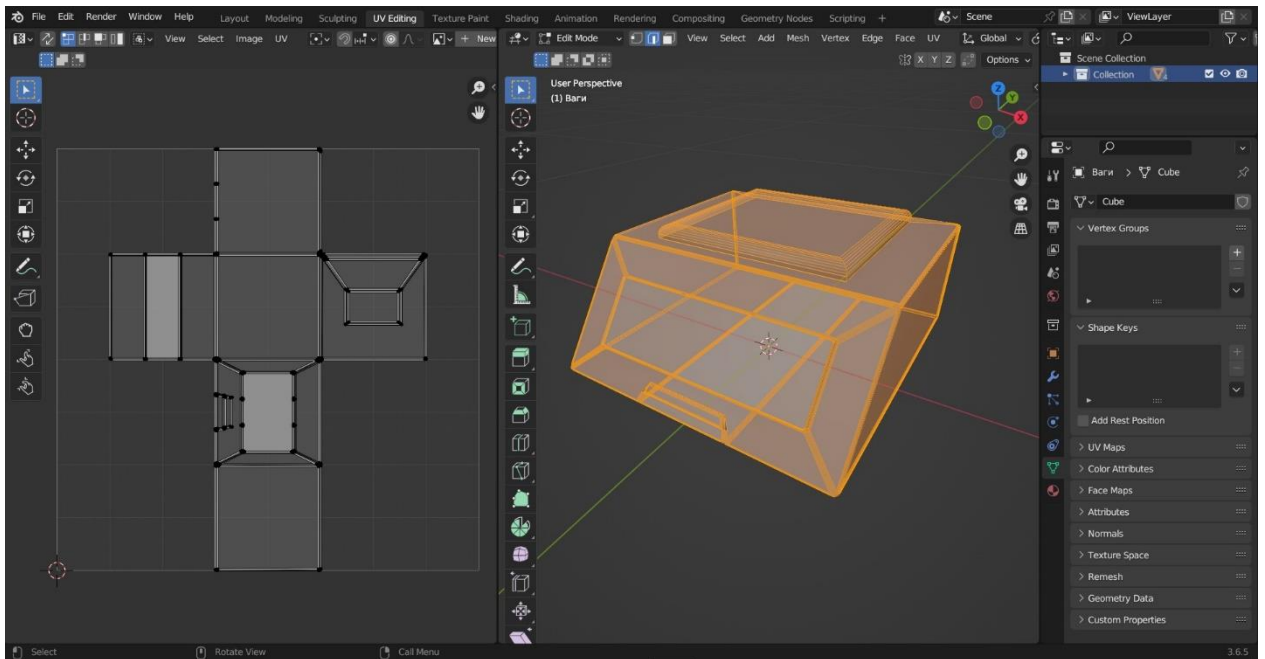 File Edit Render Window Help Layout Modeling Sculpting UV Editing Texture Paint Shading Animation Rendering Compositing Geometry Nodes Scripting + Scene ViewLayer
View Select Image UV + New Edit Mode View Select Add Mesh Vertex Edge Face UV Global
X Y Z Options
Scene Collection
Collection
User Perspective
(1) Ваги
Z Y X
Ваги > Cube
Cube
Vertex Groups
Shape Keys
Add Rest Position
UV Maps
Color Attributes
Face Maps
Attributes
Normals
Texture Space
Remesh
Geometry Data
Custom Properties
Select Rotate View Call Menu 3.6.5